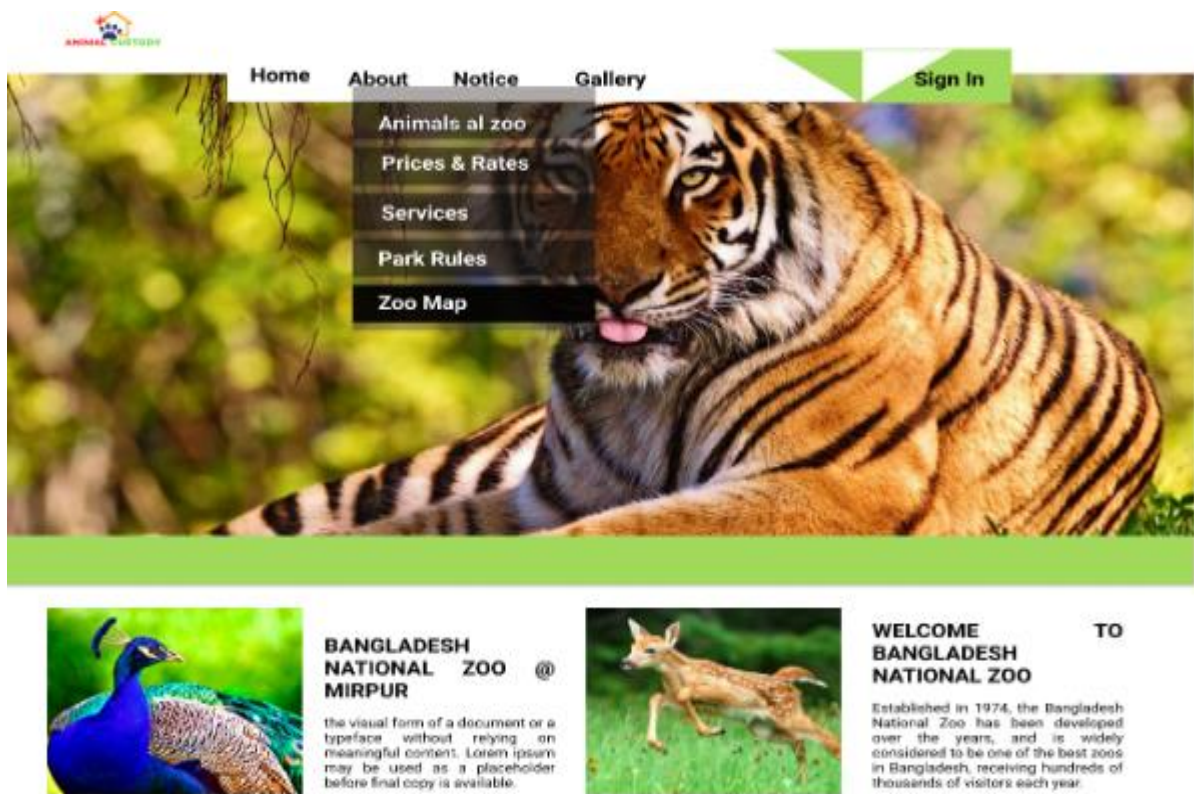 ANIMAL CUSTODY
Home About Notice Gallery Sign In
Animals al zoo
Prices & Rates
Services
Park Rules
Zoo Map
BANGLADESH
NATIONAL ZOO @
MIRPUR
the visual form of a document or a
typeface without relying on
meaningful content. Lorem ipsum
may be used as a placeholder
before final copy is available.
WELCOME TO
BANGLADESH
NATIONAL ZOO
Established in 1974, the Bangladesh
National Zoo has been developed
over the years, and is widely
considered to be one of the best zoos
in Bangladesh, receiving hundreds of
thousands of visitors each year.